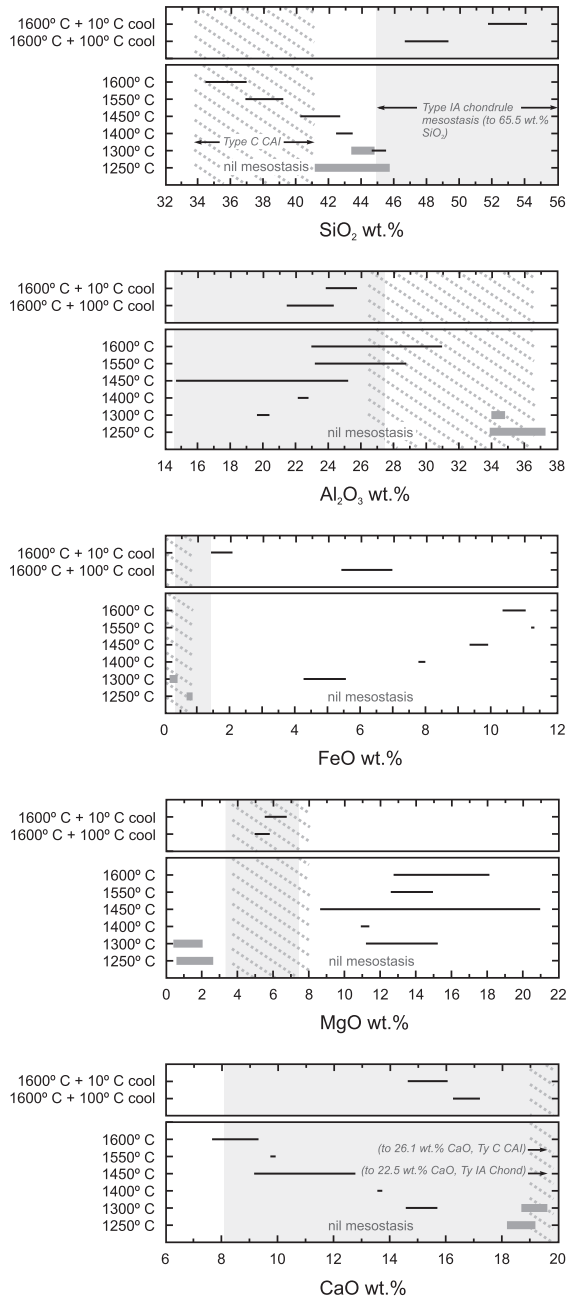 1600º C + 10º C cool
1600º C + 100º C cool
1600º C
1550º C
1450º C
1400º C
1300º C
1250º C
Type IA chondrule
mestostasis (to 65.5 wt.%
SiO₂)
Type C CAI
nil mesostasis
32 34 36 38 40 42 44 46 48 50 52 54 56
SiO₂ wt.%
1600º C + 10º C cool
1600º C + 100º C cool
1600º C
1550º C
1450º C
1400º C
1300º C
1250º C
nil mesostasis
14 16 18 20 22 24 26 28 30 32 34 36 38
Al₂O₃ wt.%
1600º C + 10º C cool
1600º C + 100º C cool
1600º C
1550º C
1450º C
1400º C
1300º C
1250º C
nil mesostasis
0 2 4 6 8 10 12
FeO wt.%
1600º C + 10º C cool
1600º C + 100º C cool
1600º C
1550º C
1450º C
1400º C
1300º C
1250º C
nil mesostasis
0 2 4 6 8 10 12 14 16 18 20 22
MgO wt.%
1600º C + 10º C cool
1600º C + 100º C cool
1600º C
1550º C
1450º C
1400º C
1300º C
1250º C
(to 26.1 wt.% CaO, Ty C CAI)
(to 22.5 wt.% CaO, Ty IA Chond)
nil mesostasis
6 8 10 12 14 16 18 20
CaO wt.%